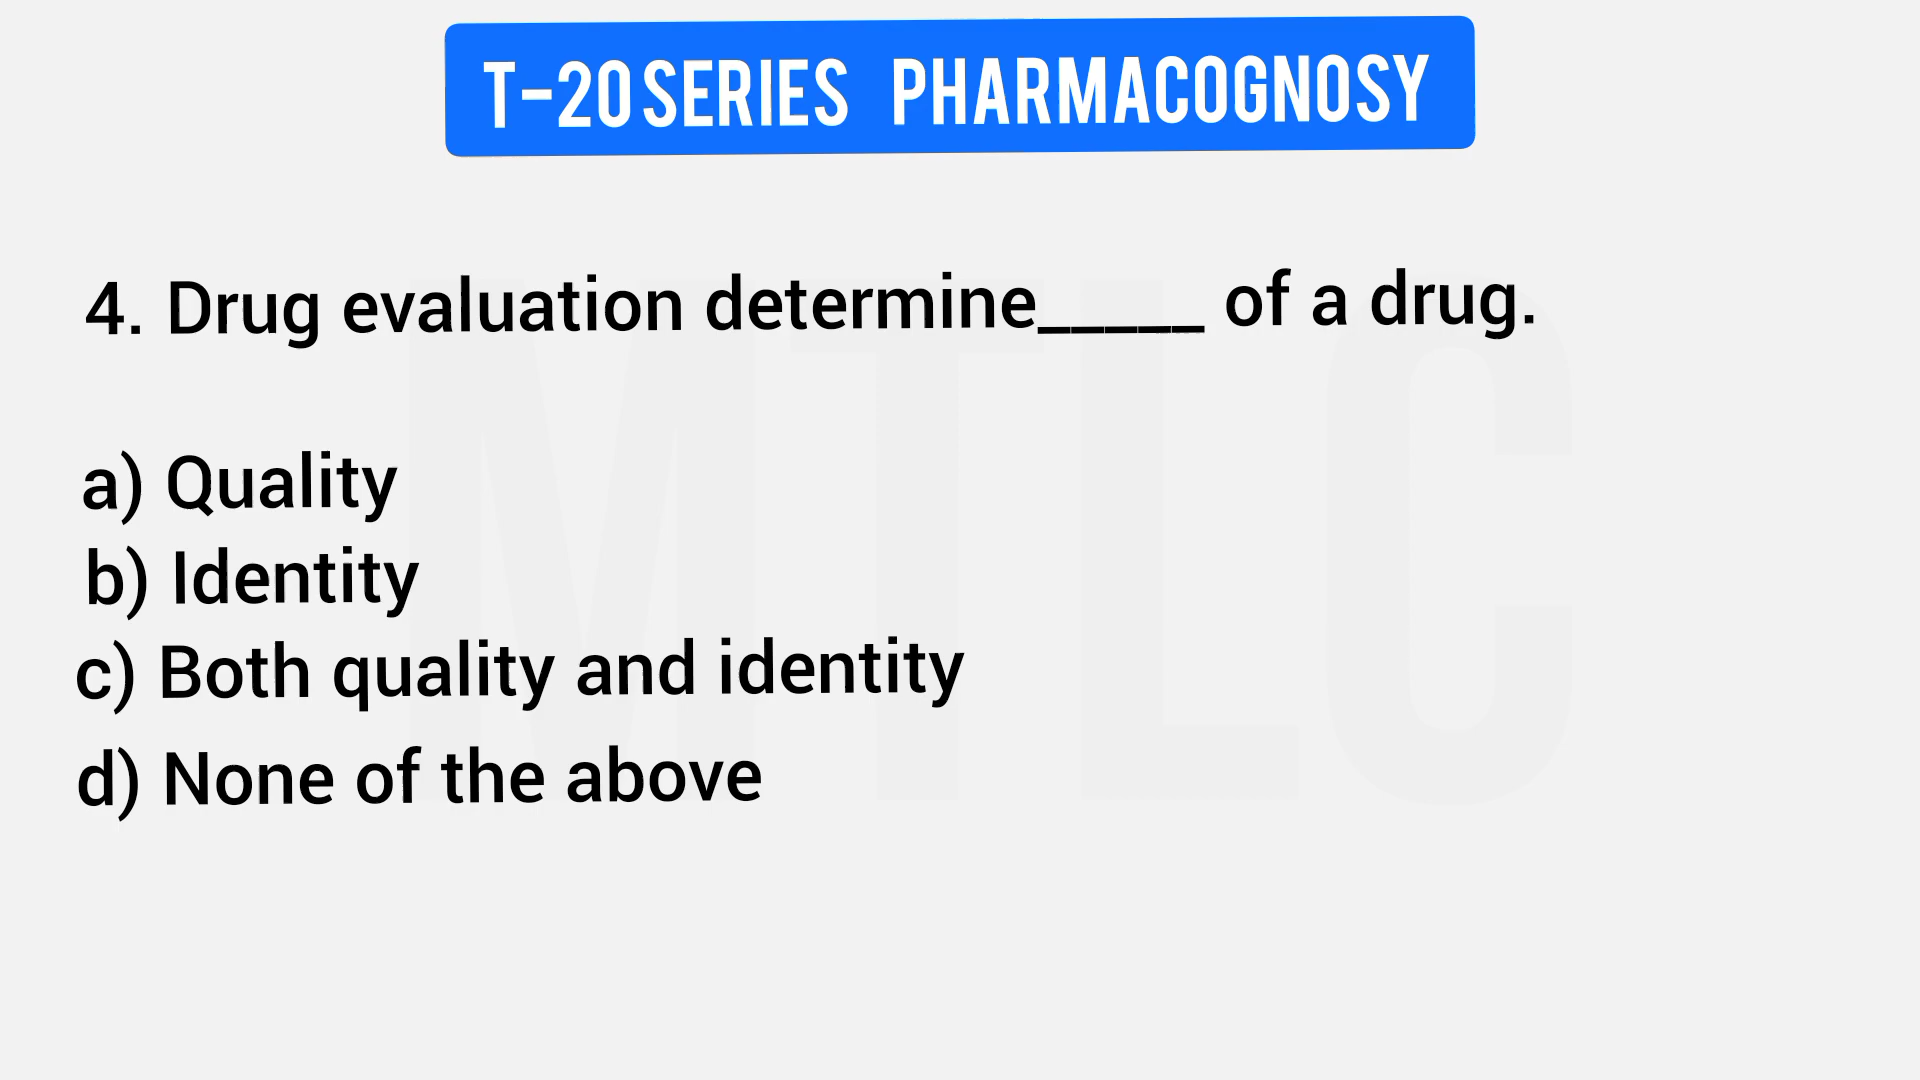 T-20 SERIES PHARMACOGNOSY
4. Drug evaluation determine_____ of a drug.
a) Quality
b) Identity
c) Both quality and identity
d) None of the above
MTLC